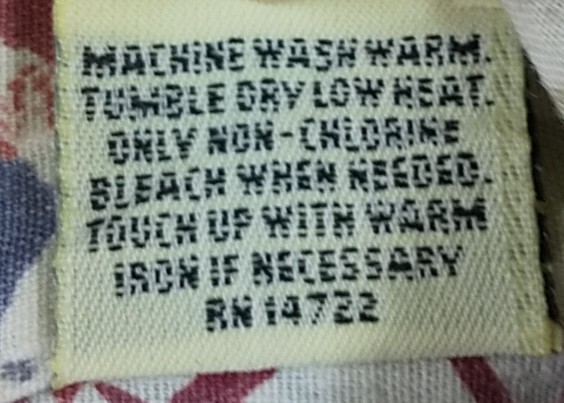 MACHINE WASH WARM.
TUMBLE DRY LOW HEAT.
ONLY NON-CHLORINE
BLEACH WHEN NEEDED.
TOUCH UP WITH WARM
IRON IF NECESSARY
RN 14722